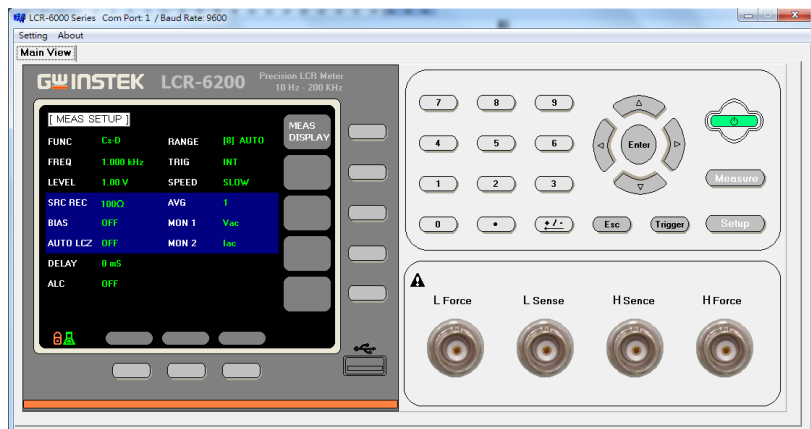 LCR-6000 Series Com Port: 1 / Baud Rate: 9600
Setting About
Main View
GWINSTEK LCR-6200 Precision LCR Meter
10 Hz - 200 KHz
[ MEAS SETUP ]
MEAS
DISPLAY
FUNC Cs-D RANGE [8] AUTO
FREQ 1.000 kHz TRIG INT
LEVEL 1.00 V SPEED SLOW
SRC REC 100Ω AVG 1
BIAS OFF MON 1 Vac
AUTO LCZ OFF MON 2 Iac
DELAY 0 mS
ALC OFF
7 8 9
4 5 6 Enter
1 2 3 Measure
0 • +/- Esc Trigger Setup
L Force L Sense H Sence H Force